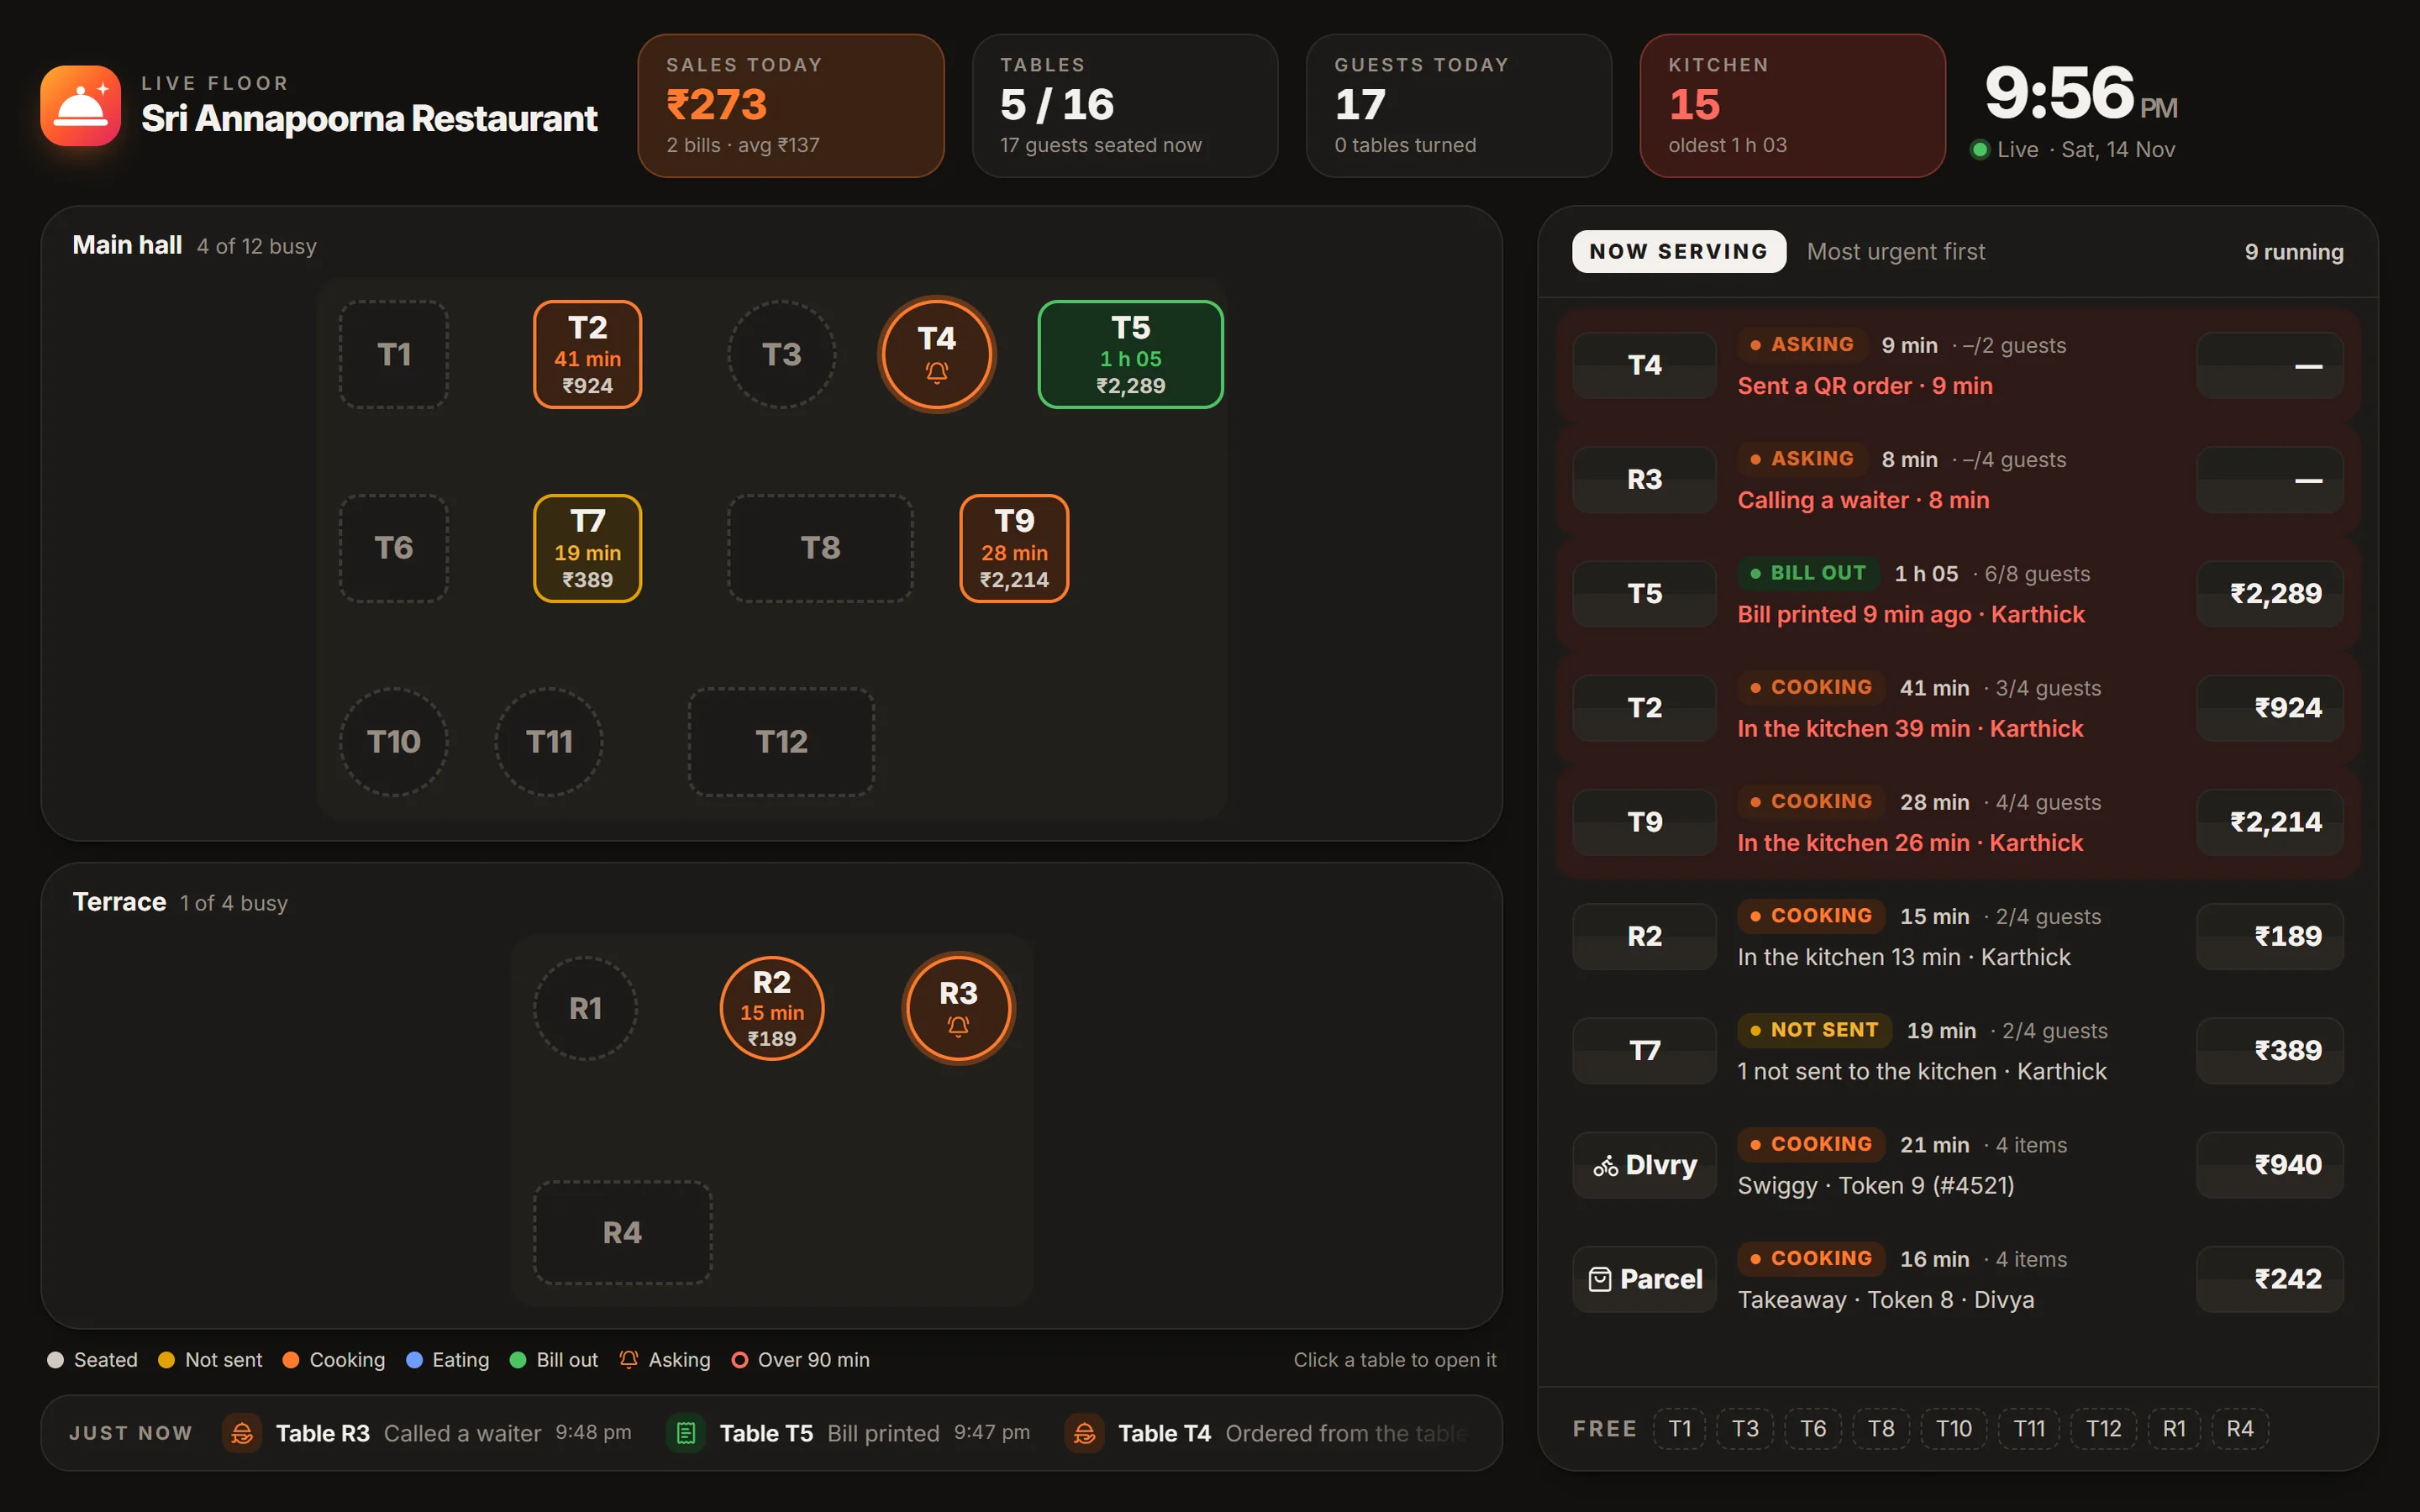 LIVE FLOOR
Sri Annapoorna Restaurant
SALES TODAY
₹273
2 bills · avg ₹137
TABLES
5 / 16
17 guests seated now
GUESTS TODAY
17
0 tables turned
KITCHEN
15
oldest 1 h 03
9:56 PM
Live · Sat, 14 Nov
Main hall 4 of 12 busy
T1
T2
41 min
₹924
T3
T4
T5
1 h 05
₹2,289
T6
T7
19 min
₹389
T8
T9
28 min
₹2,214
T10
T11
T12
Terrace 1 of 4 busy
R1
R2
15 min
₹189
R3
R4
Seated Not sent Cooking Eating Bill out Asking Over 90 min Click a table to open it
JUST NOW Table R3 Called a waiter 9:48 pm Table T5 Bill printed 9:47 pm Table T4 Ordered from the table
NOW SERVING Most urgent first 9 running
T4 ASKING 9 min · –/2 guests —
Sent a QR order · 9 min
R3 ASKING 8 min · –/4 guests —
Calling a waiter · 8 min
T5 BILL OUT 1 h 05 · 6/8 guests ₹2,289
Bill printed 9 min ago · Karthick
T2 COOKING 41 min · 3/4 guests ₹924
In the kitchen 39 min · Karthick
T9 COOKING 28 min · 4/4 guests ₹2,214
In the kitchen 26 min · Karthick
R2 COOKING 15 min · 2/4 guests ₹189
In the kitchen 13 min · Karthick
T7 NOT SENT 19 min · 2/4 guests ₹389
1 not sent to the kitchen · Karthick
Dlvry COOKING 21 min · 4 items ₹940
Swiggy · Token 9 (#4521)
Parcel COOKING 16 min · 4 items ₹242
Takeaway · Token 8 · Divya
FREE T1 T3 T6 T8 T10 T11 T12 R1 R4